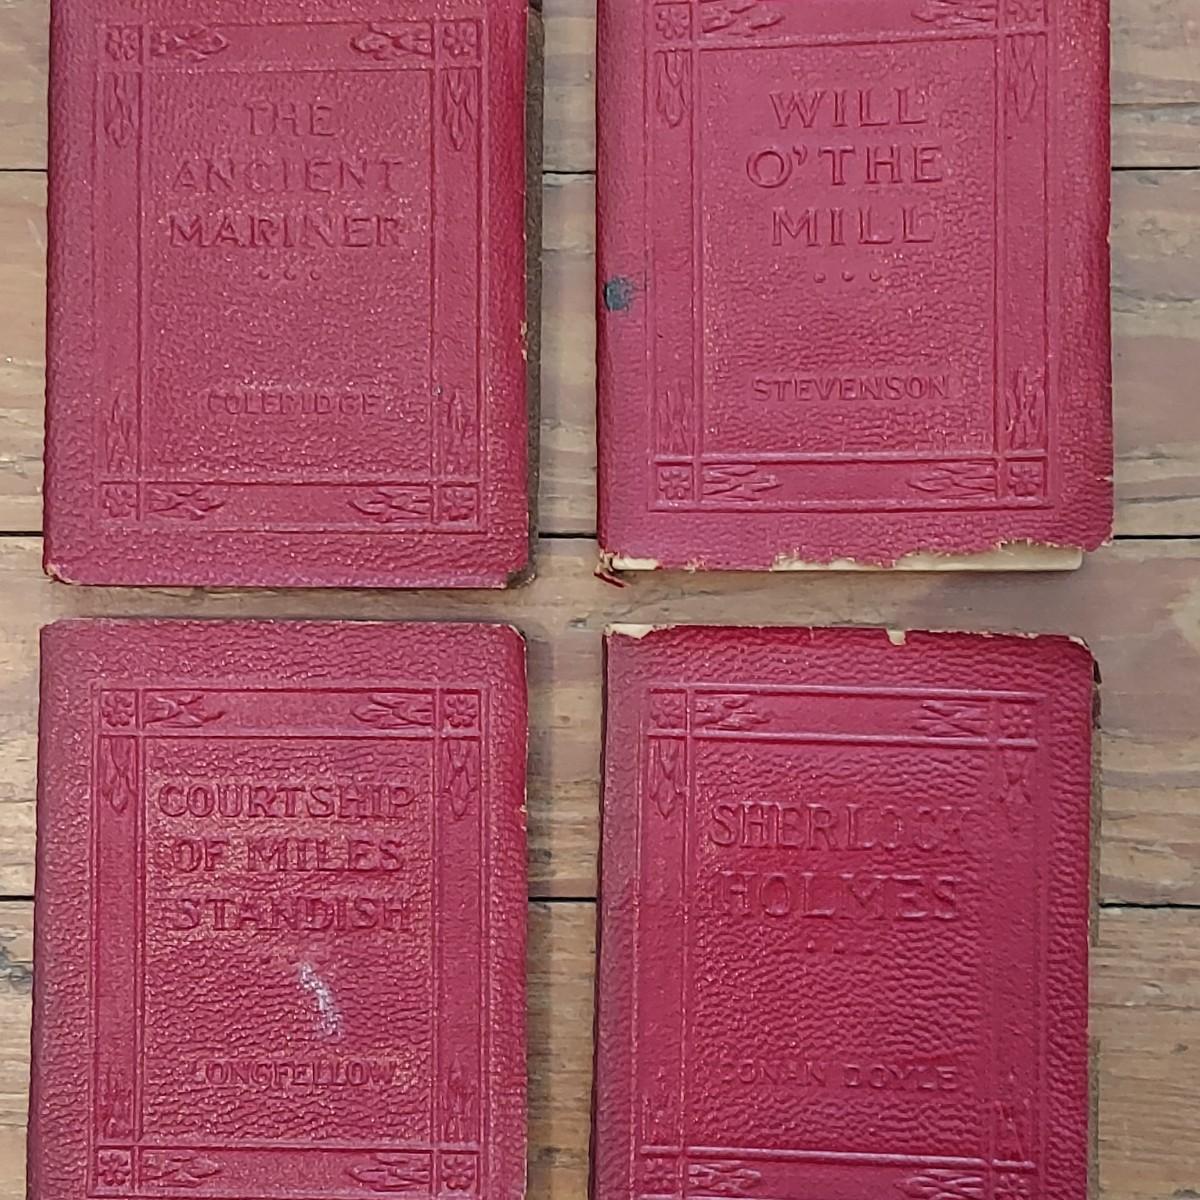 THE
ANCIENT
MARINER
COLERIDGE
WILL
O' THE
MILL
STEVENSON
COURTSHIP
OF MILES
STANDISH
LONGFELLOW
SHERLOCK
HOLMES
CONAN DOYLE